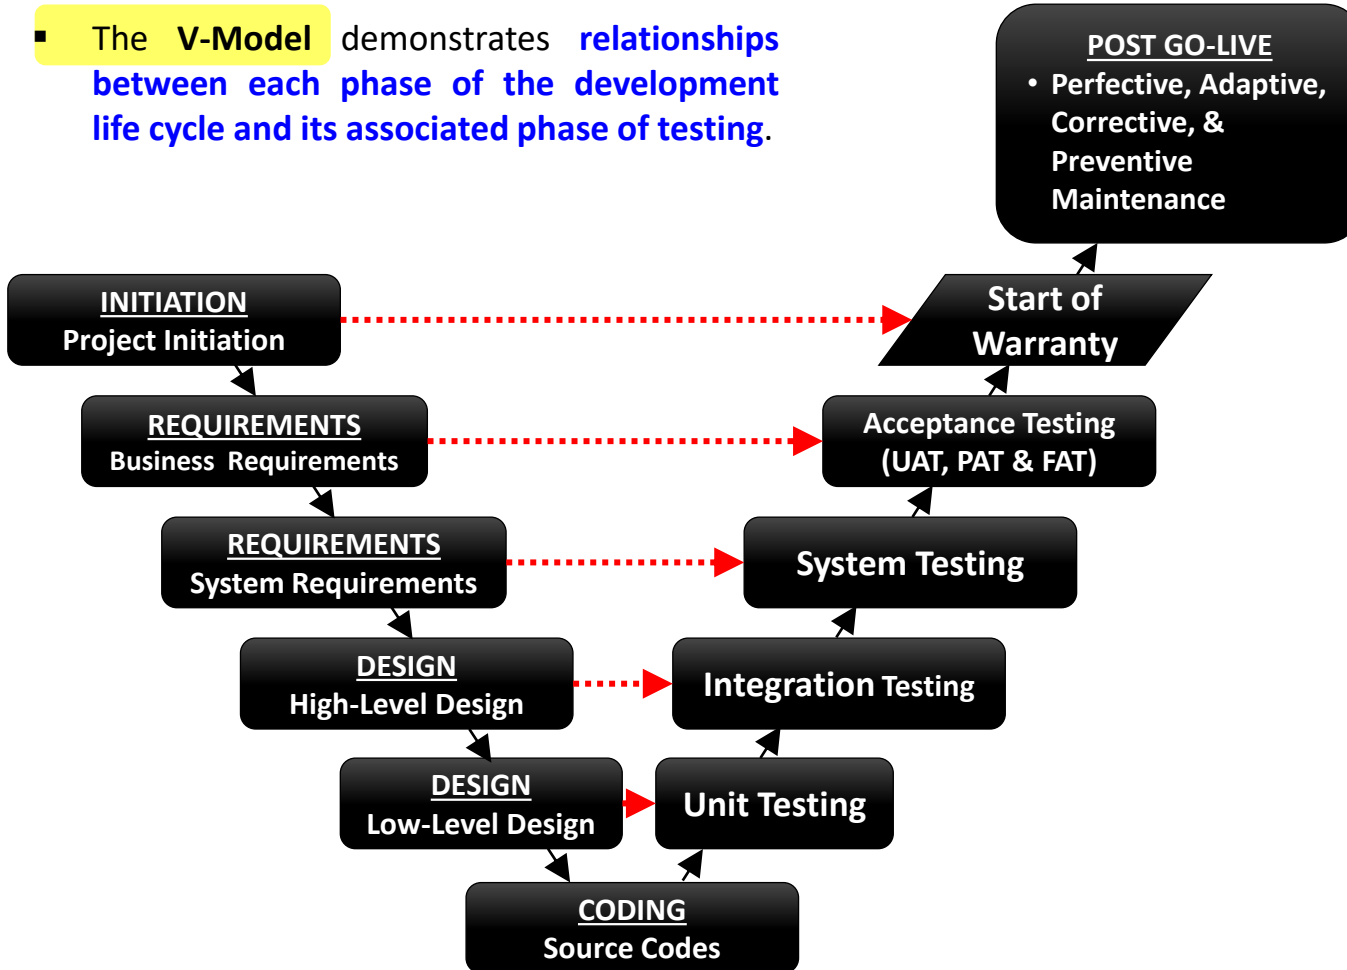 ▪ The V-Model demonstrates relationships
between each phase of the development
life cycle and its associated phase of testing.
POST GO-LIVE
• Perfective, Adaptive,
Corrective, &
Preventive
Maintenance
INITIATION
Project Initiation
Start of
Warranty
REQUIREMENTS
Business Requirements
Acceptance Testing
(UAT, PAT & FAT)
REQUIREMENTS
System Requirements
System Testing
DESIGN
High-Level Design
Integration Testing
DESIGN
Low-Level Design
Unit Testing
CODING
Source Codes